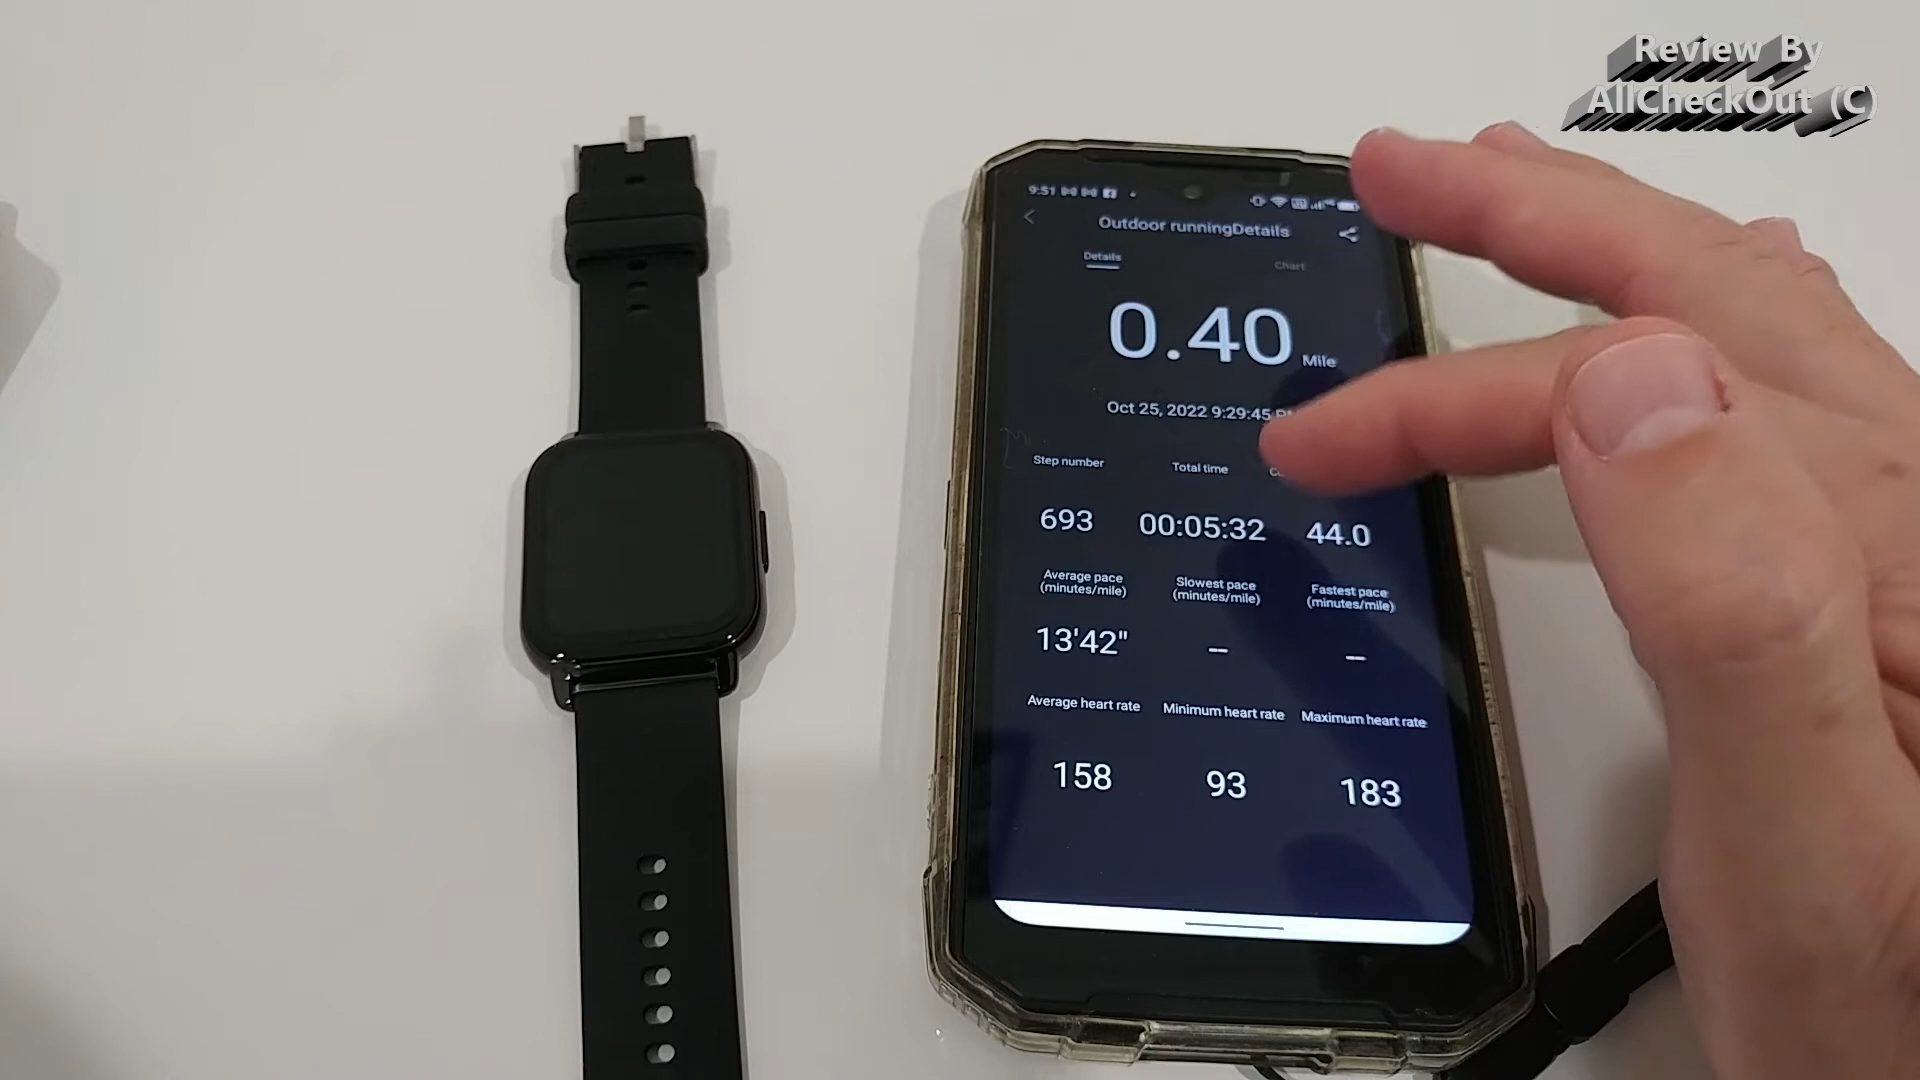 Review By
AllCheckOut (C)
9:51
Outdoor runningDetails
Details Chart
0.40 Mile
Oct 25, 2022 9:29:45
Step number Total time
693 00:05:32 44.0
Average pace Slowest pace Fastest pace
(minutes/mile) (minutes/mile) (minutes/mile)
13'42" -- --
Average heart rate Minimum heart rate Maximum heart rate
158 93 183